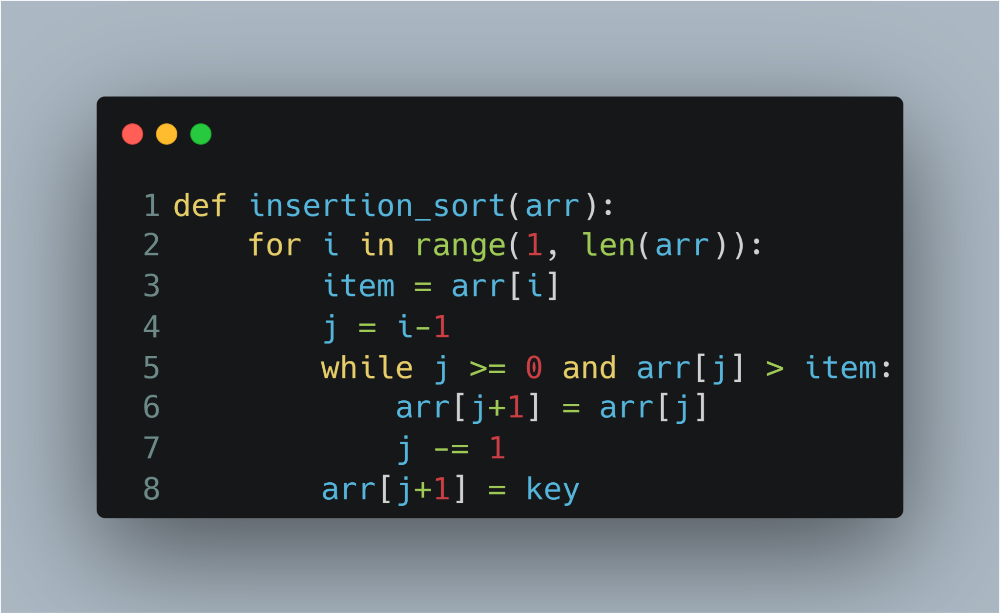 1 def insertion_sort(arr):
2     for i in range(1, len(arr)):
3         item = arr[i]
4         j = i-1
5         while j >= 0 and arr[j] > item:
6             arr[j+1] = arr[j]
7             j -= 1
8         arr[j+1] = key